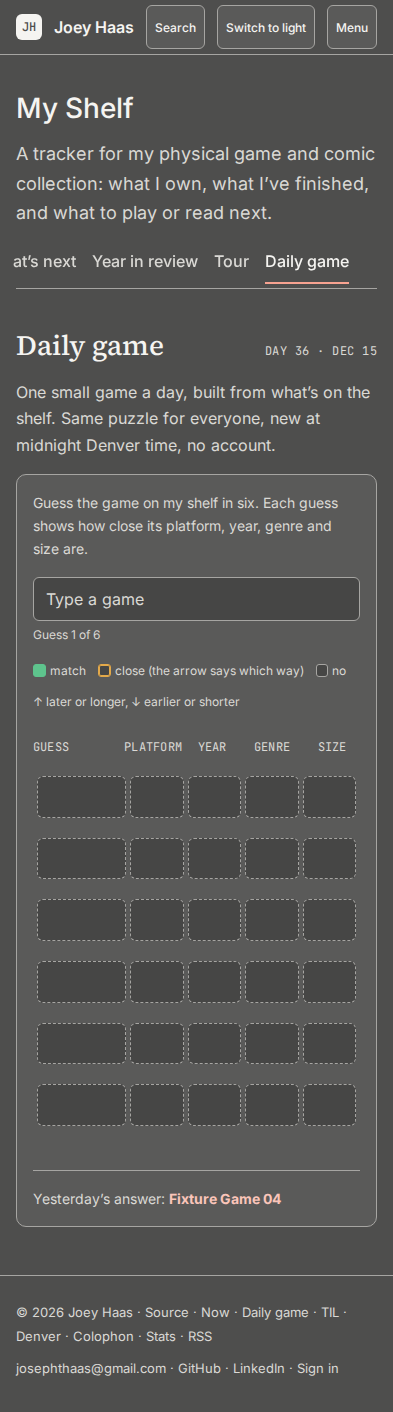 JH Joey Haas Search Switch to light Menu
My Shelf
A tracker for my physical game and comic
collection: what I own, what I’ve finished,
and what to play or read next.
at’s next Year in review Tour Daily game
Daily game DAY 36 · DEC 15
One small game a day, built from what’s on the
shelf. Same puzzle for everyone, new at
midnight Denver time, no account.
Guess the game on my shelf in six. Each guess
shows how close its platform, year, genre and
size are.
Type a game
Guess 1 of 6
match close (the arrow says which way) no
↑ later or longer, ↓ earlier or shorter
GUESS PLATFORM YEAR GENRE SIZE
Yesterday’s answer: Fixture Game 04
© 2026 Joey Haas · Source · Now · Daily game · TIL ·
Denver · Colophon · Stats · RSS
josephthaas@gmail.com · GitHub · LinkedIn · Sign in